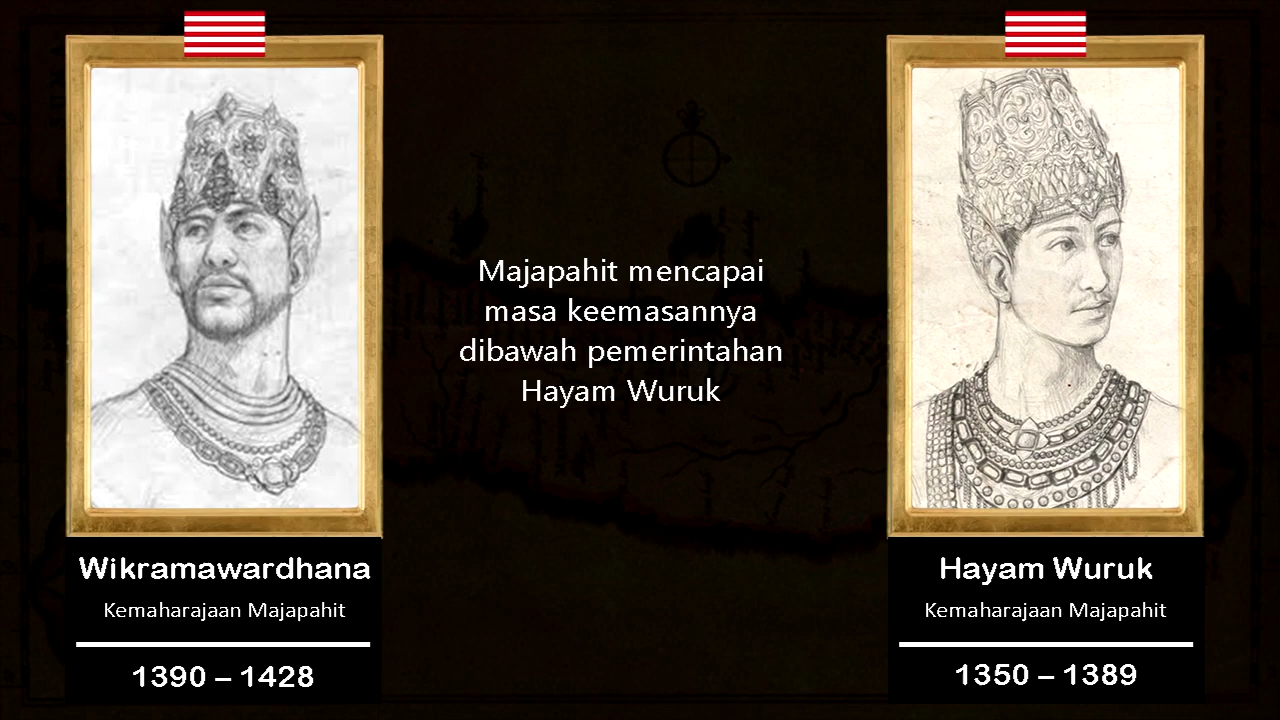 Majapahit mencapai
masa keemasannya
dibawah pemerintahan
Hayam Wuruk
Wikramawardhana
Kemaharajaan Majapahit
1390 – 1428
Hayam Wuruk
Kemaharajaan Majapahit
1350 – 1389